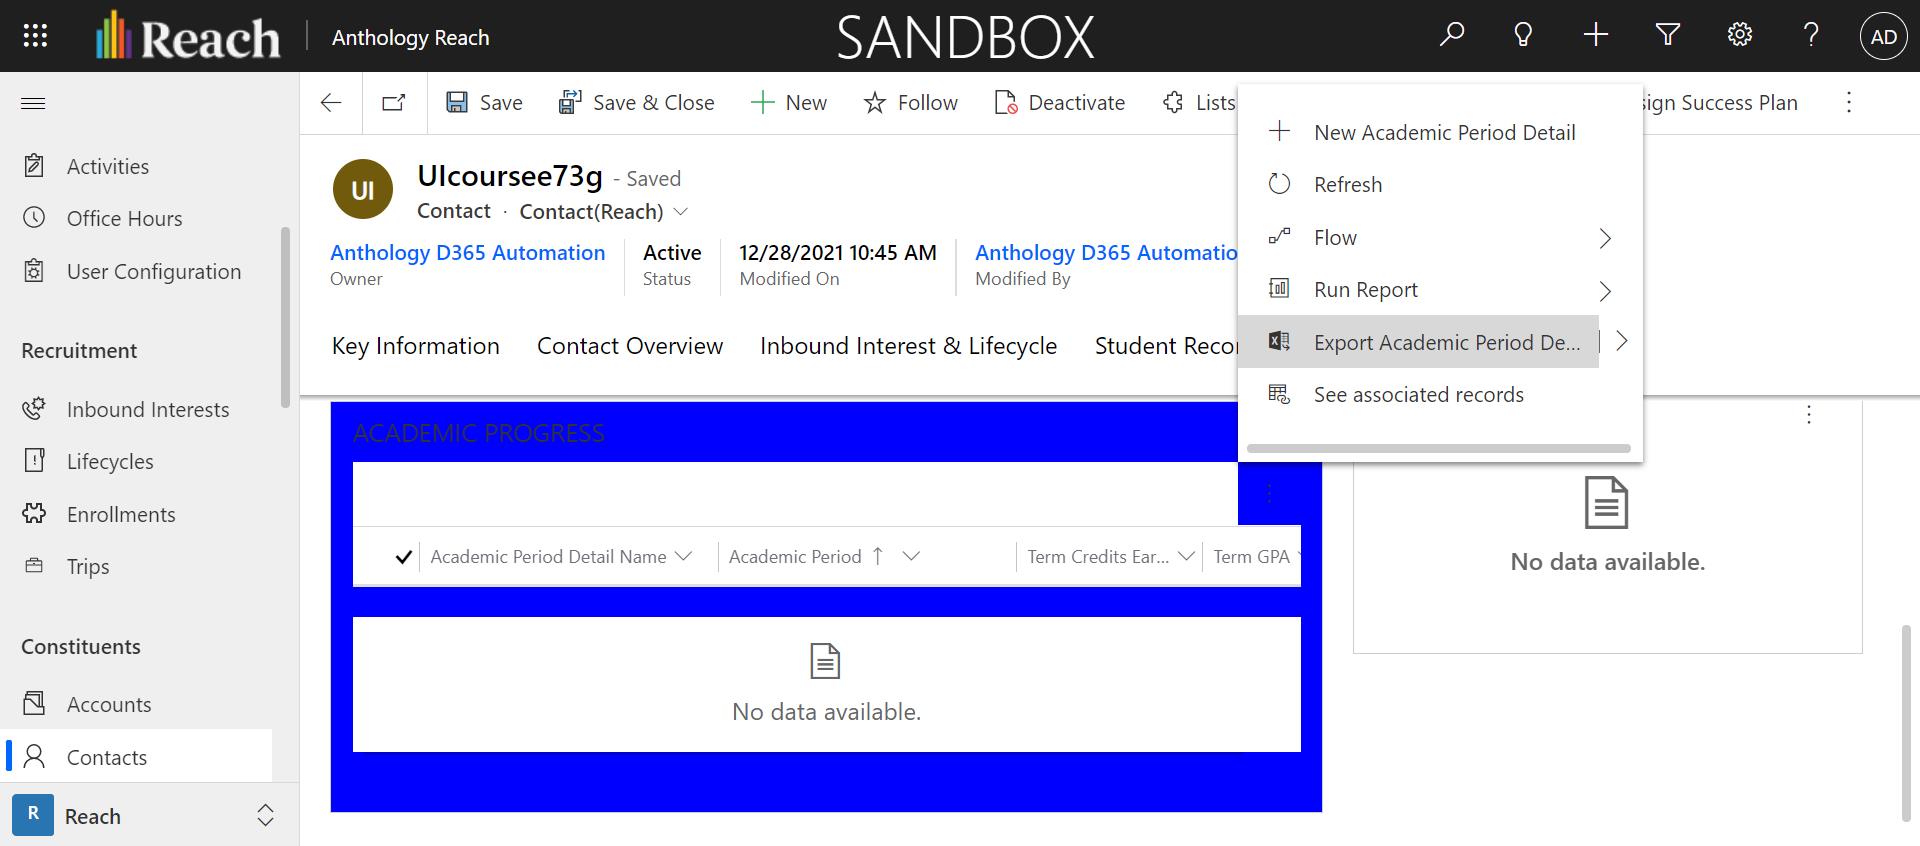 Reach
Anthology Reach
SANDBOX
AD
Save
Save & Close
New
Follow
Deactivate
Lists
sign Success Plan
Activities
Office Hours
User Configuration
Recruitment
Inbound Interests
Lifecycles
Enrollments
Trips
Constituents
Accounts
Contacts
R
Reach
UI
UIcoursee73g - Saved
Contact · Contact(Reach)
Anthology D365 Automation
Owner
Active
Status
12/28/2021 10:45 AM
Modified On
Anthology D365 Automatio
Modified By
Key Information
Contact Overview
Inbound Interest & Lifecycle
Student Recor
New Academic Period Detail
Refresh
Flow
Run Report
Export Academic Period De...
See associated records
ACADEMIC PROGRESS
Academic Period Detail Name
Academic Period
Term Credits Ear...
Term GPA
No data available.
No data available.